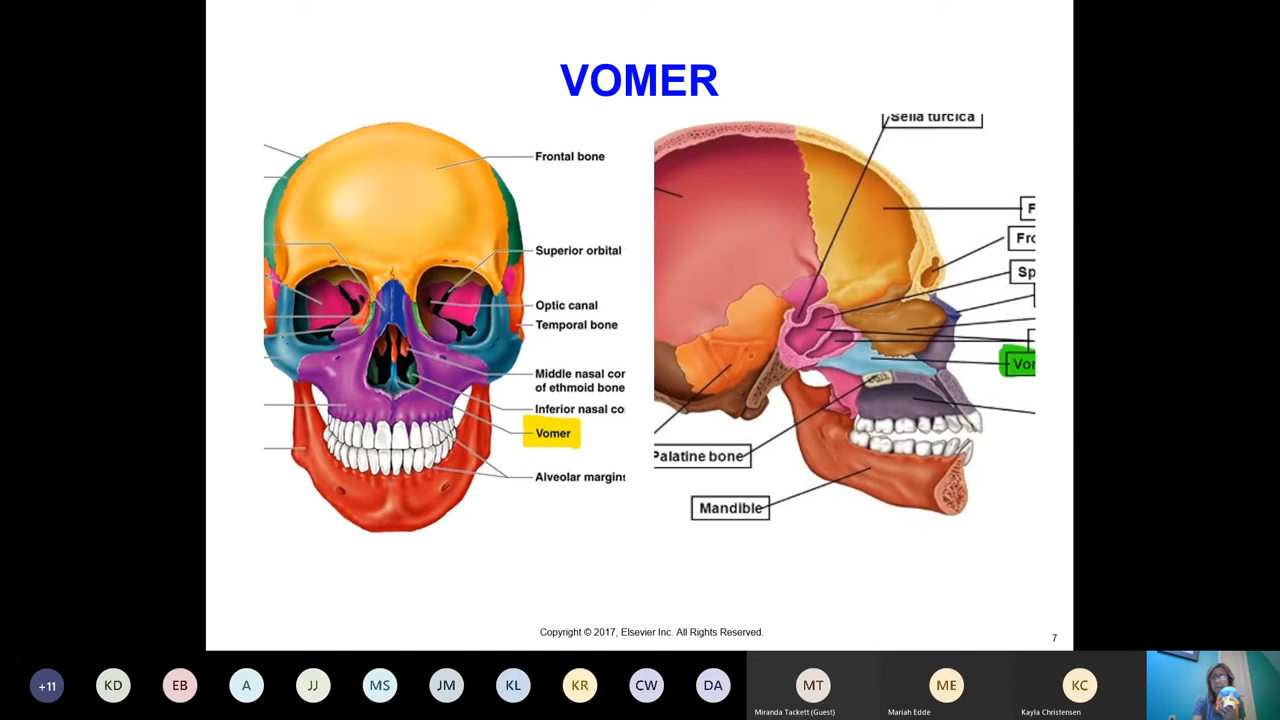 VOMER
Frontal bone
Superior orbital
Optic canal
Temporal bone
Middle nasal con
of ethmoid bone
Inferior nasal co
Vomer
Alveolar margins
Sella turcica
F
Fro
Sp
Vo
Palatine bone
Mandible
Copyright © 2017, Elsevier Inc. All Rights Reserved.
7
+11
KD
EB
A
JJ
MS
JM
KL
KR
CW
DA
MT
ME
KC
Miranda Tackett (Guest)
Mariah Edde
Kayla Christensen